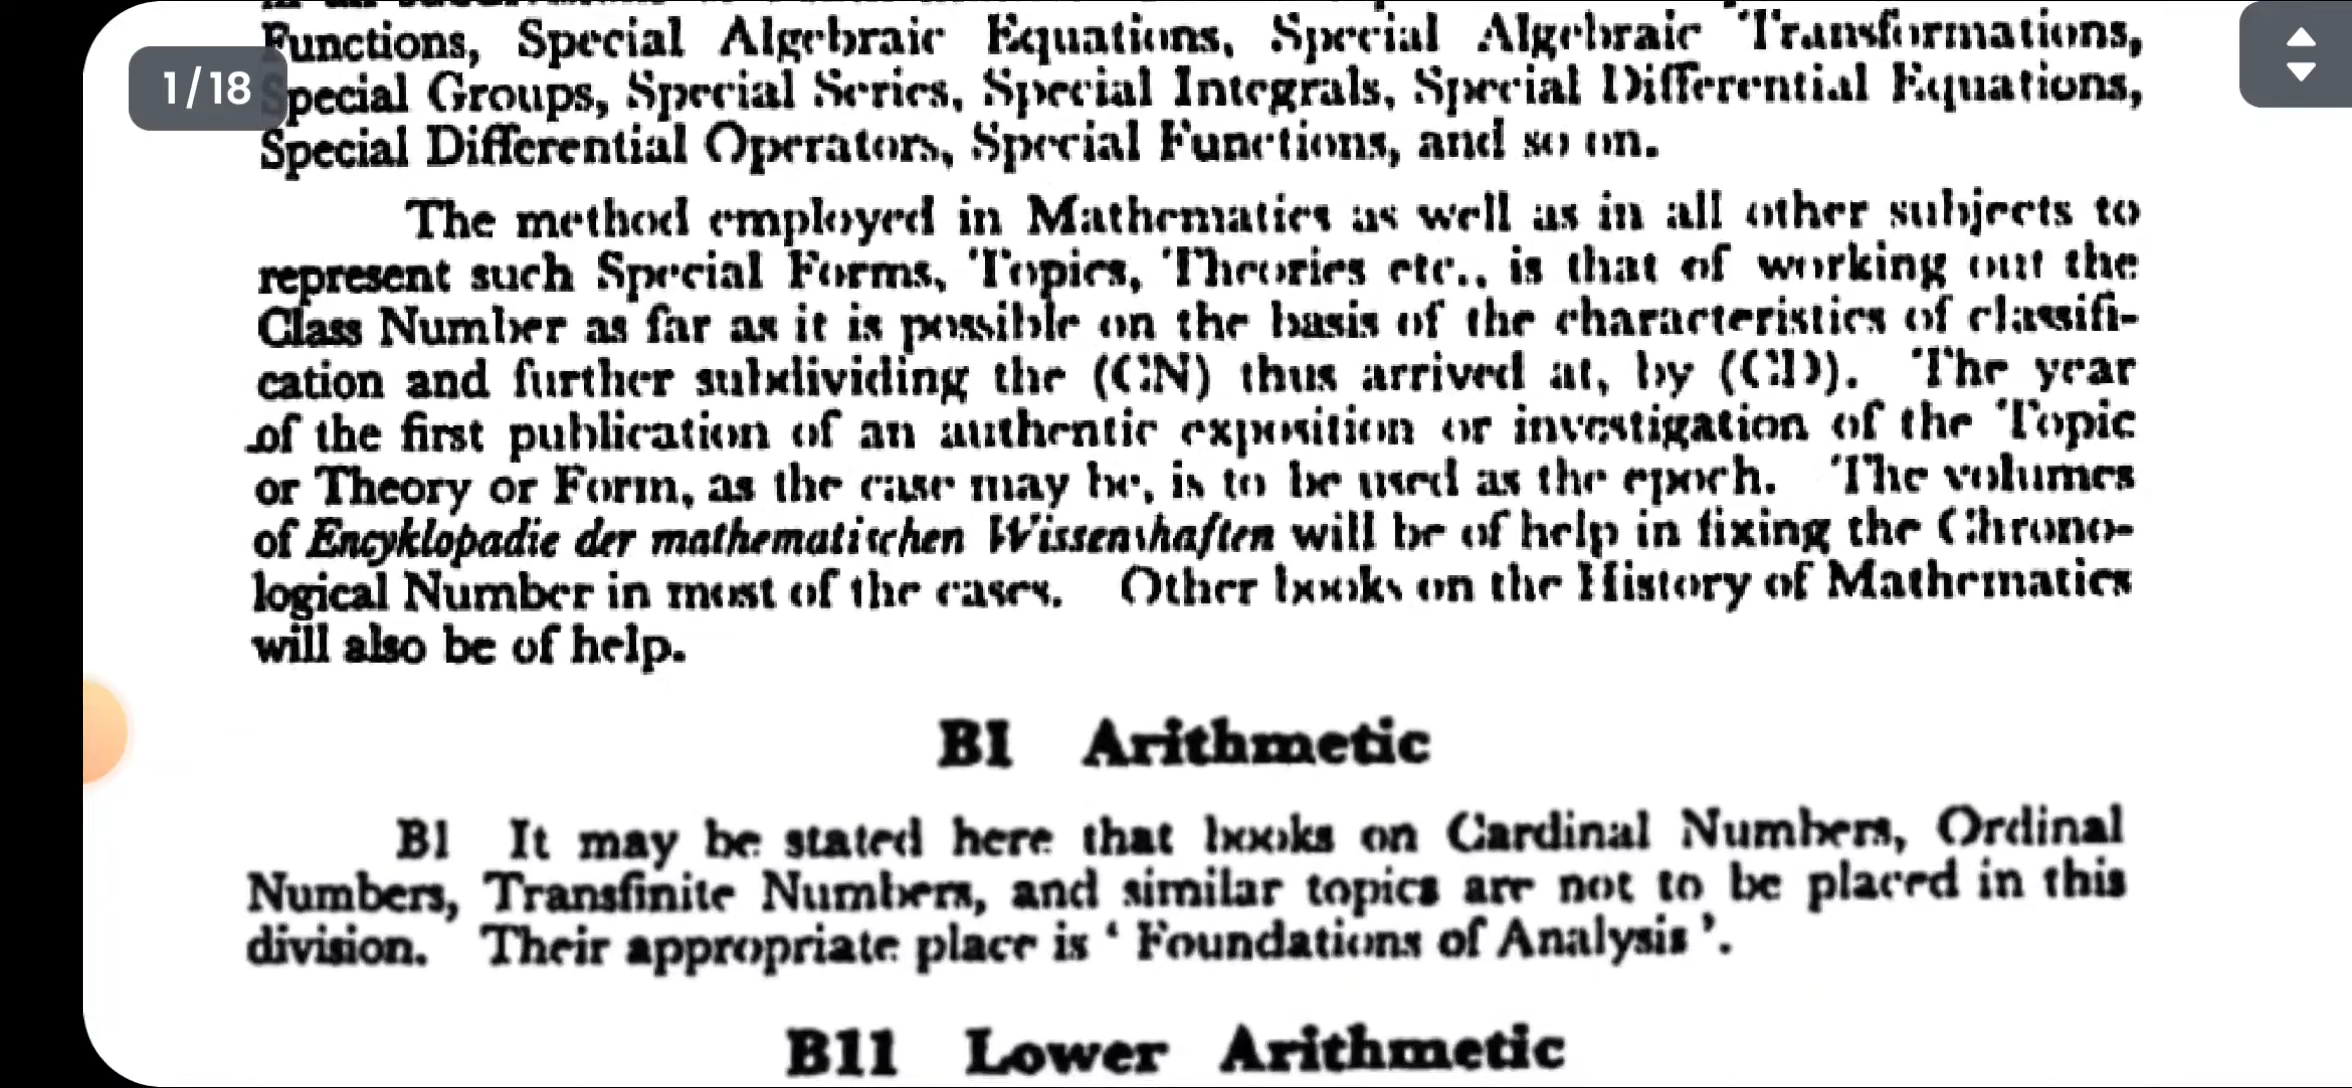 Functions, Special Algebraic Equations, Special Algebraic Transformations,
1/18
Special Groups, Special Series, Special Integrals, Special Differential Equations,
Special Differential Operators, Special Functions, and so on.
The method employed in Mathematics as well as in all other subjects to
represent such Special Forms, Topics, Theories etc., is that of working out the
Class Number as far as it is possible on the basis of the characteristics of classifi-
cation and further subdividing the (CN) thus arrived at, by (CD). The year
of the first publication of an authentic exposition or investigation of the Topic
or Theory or Form, as the case may be, is to be used as the epoch. The volumes
of Encyklopadie der mathematischen Wissenshaften will be of help in fixing the Chrono-
logical Number in most of the cases. Other books on the History of Mathematics
will also be of help.
B1 Arithmetic
B1 It may be stated here that books on Cardinal Numbers, Ordinal
Numbers, Transfinite Numbers, and similar topics are not to be placed in this
division. Their appropriate place is ‘ Foundations of Analysis ’.
B11 Lower Arithmetic